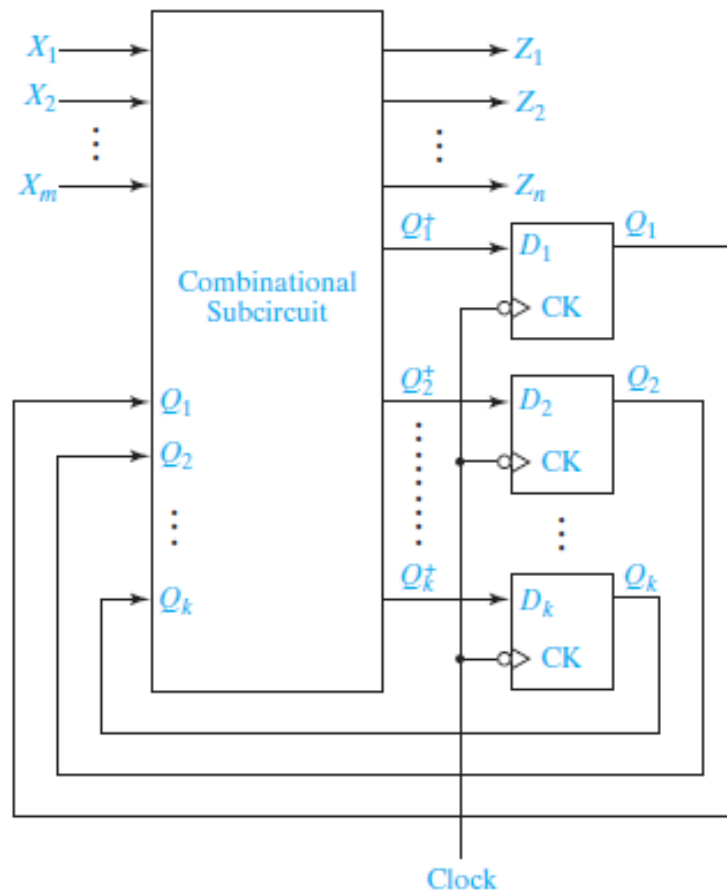 X₁ Z₁
X₂ Z₂
Xₘ Zₙ
Q₁⁺ D₁ Q₁
Combinational
Subcircuit
CK
Q₁ Q₂⁺ D₂ Q₂
Q₂ CK
Qₖ Qₖ⁺ Dₖ Qₖ
CK
Clock